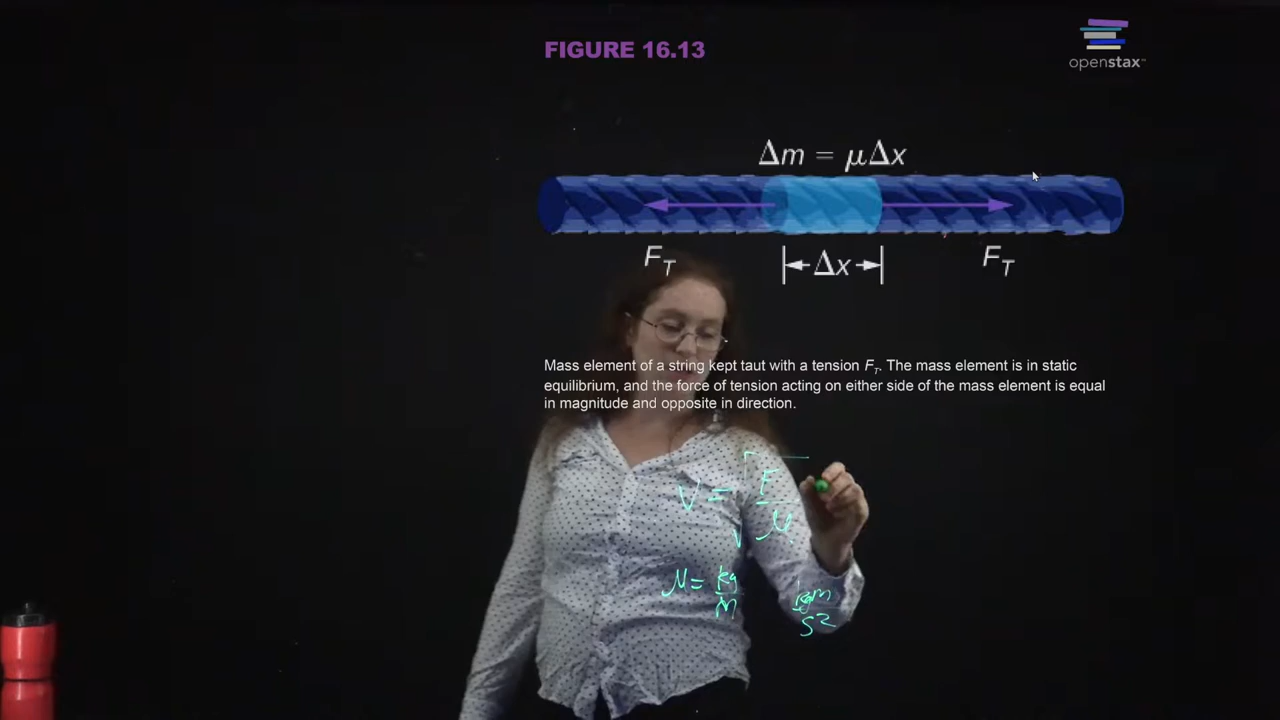 FIGURE 16.13
openstax™
Δm = μΔx
F_T
Δx
F_T
Mass element of a string kept taut with a tension F_T. The mass element is in static
equilibrium, and the force of tension acting on either side of the mass element is equal
in magnitude and opposite in direction.
V = √(F/μ)
μ = kg/m
kgm/s²